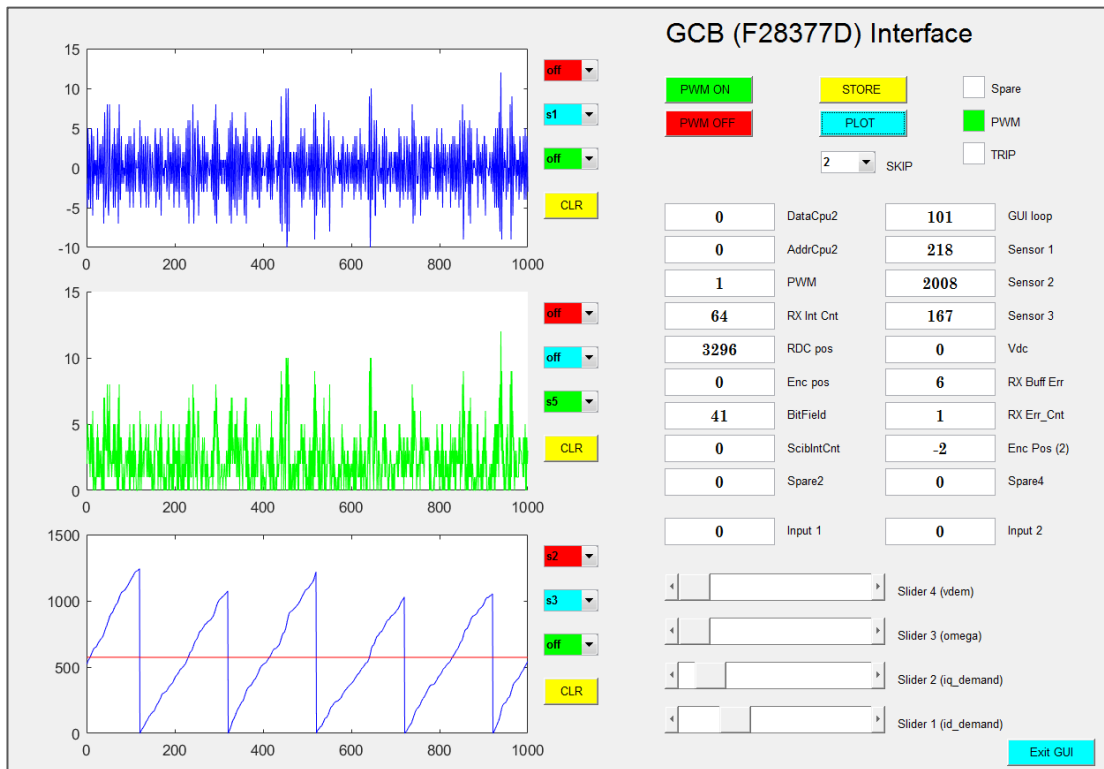 GCB (F28377D) Interface
15
10
5
0
-5
-10
0 200 400 600 800 1000
off
s1
off
CLR
15
10
5
0
0 200 400 600 800 1000
off
off
s5
CLR
1500
1000
500
0
0 200 400 600 800 1000
s2
s3
off
CLR
PWM ON STORE Spare
PWM OFF PLOT PWM
2 SKIP TRIP
0 DataCpu2 101 GUI loop
0 AddrCpu2 218 Sensor 1
1 PWM 2008 Sensor 2
64 RX Int Cnt 167 Sensor 3
3296 RDC pos 0 Vdc
0 Enc pos 6 RX Buff Err
41 BitField 1 RX Err_Cnt
0 ScibIntCnt -2 Enc Pos (2)
0 Spare2 0 Spare4
0 Input 1 0 Input 2
Slider 4 (vdem)
Slider 3 (omega)
Slider 2 (iq_demand)
Slider 1 (id_demand)
Exit GUI